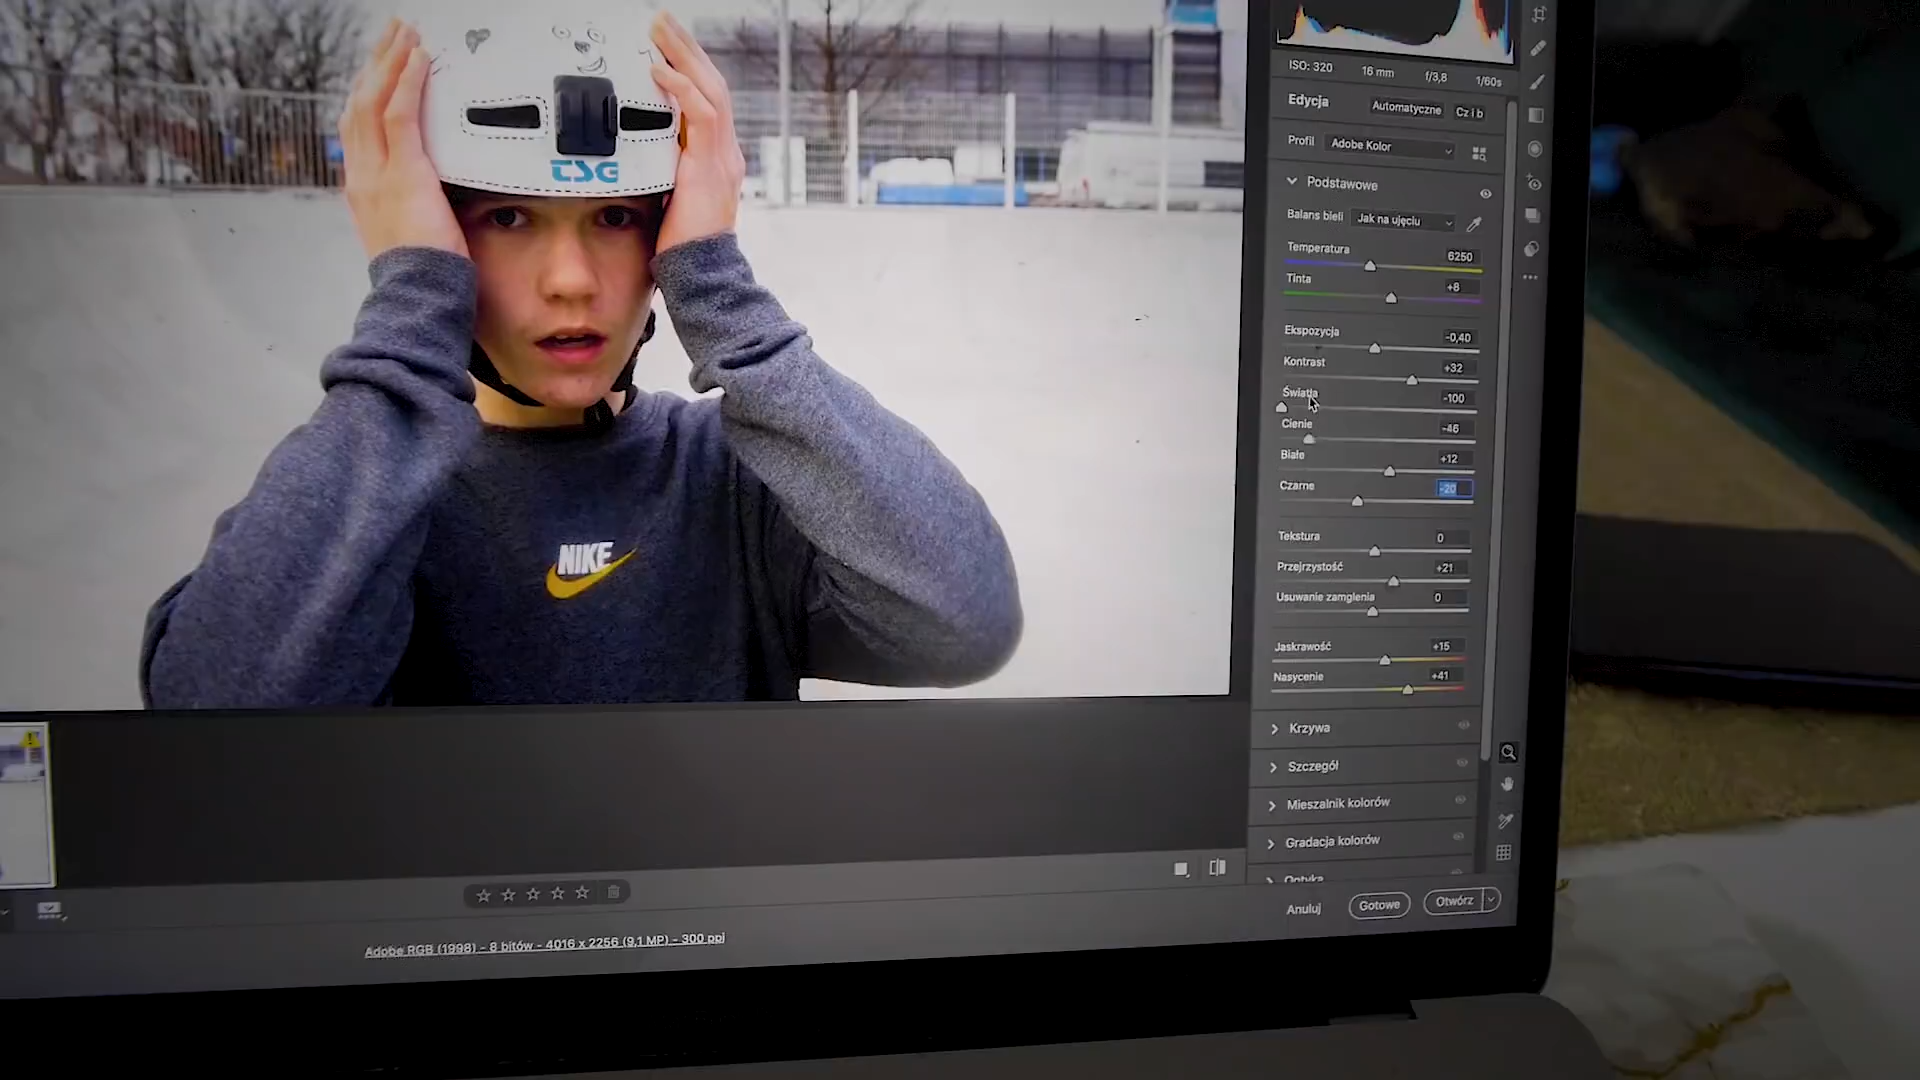 TSG
NIKE
ISO: 320 16 mm f/3,8 1/60s
Edycja Automatyczne Cz i b
Profil Adobe Kolor
Podstawowe
Balans bieli Jak na ujęciu
Temperatura 6250
Tinta +8
Ekspozycja -0,40
Kontrast +32
Światła -100
Cienie -46
Białe +12
Czarne -20
Tekstura 0
Przejrzystość +21
Usuwanie zamglenia 0
Jaskrawość +15
Nasycenie +41
Krzywa
Szczegół
Mieszalnik kolorów
Gradacja kolorów
Optyka
Anuluj Gotowe Otwórz
Adobe RGB (1998) - 8 bitów - 4016 x 2256 (9,1 MP) - 300 ppi